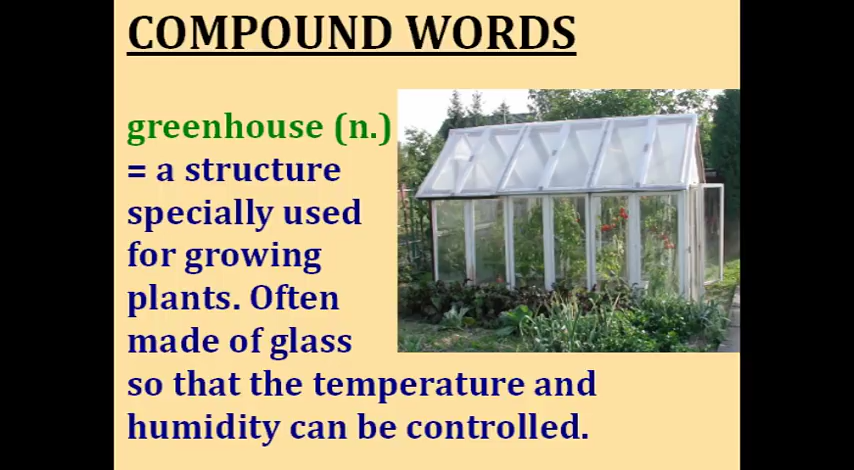 COMPOUND WORDS
greenhouse (n.)
= a structure
specially used
for growing
plants. Often
made of glass
so that the temperature and
humidity can be controlled.